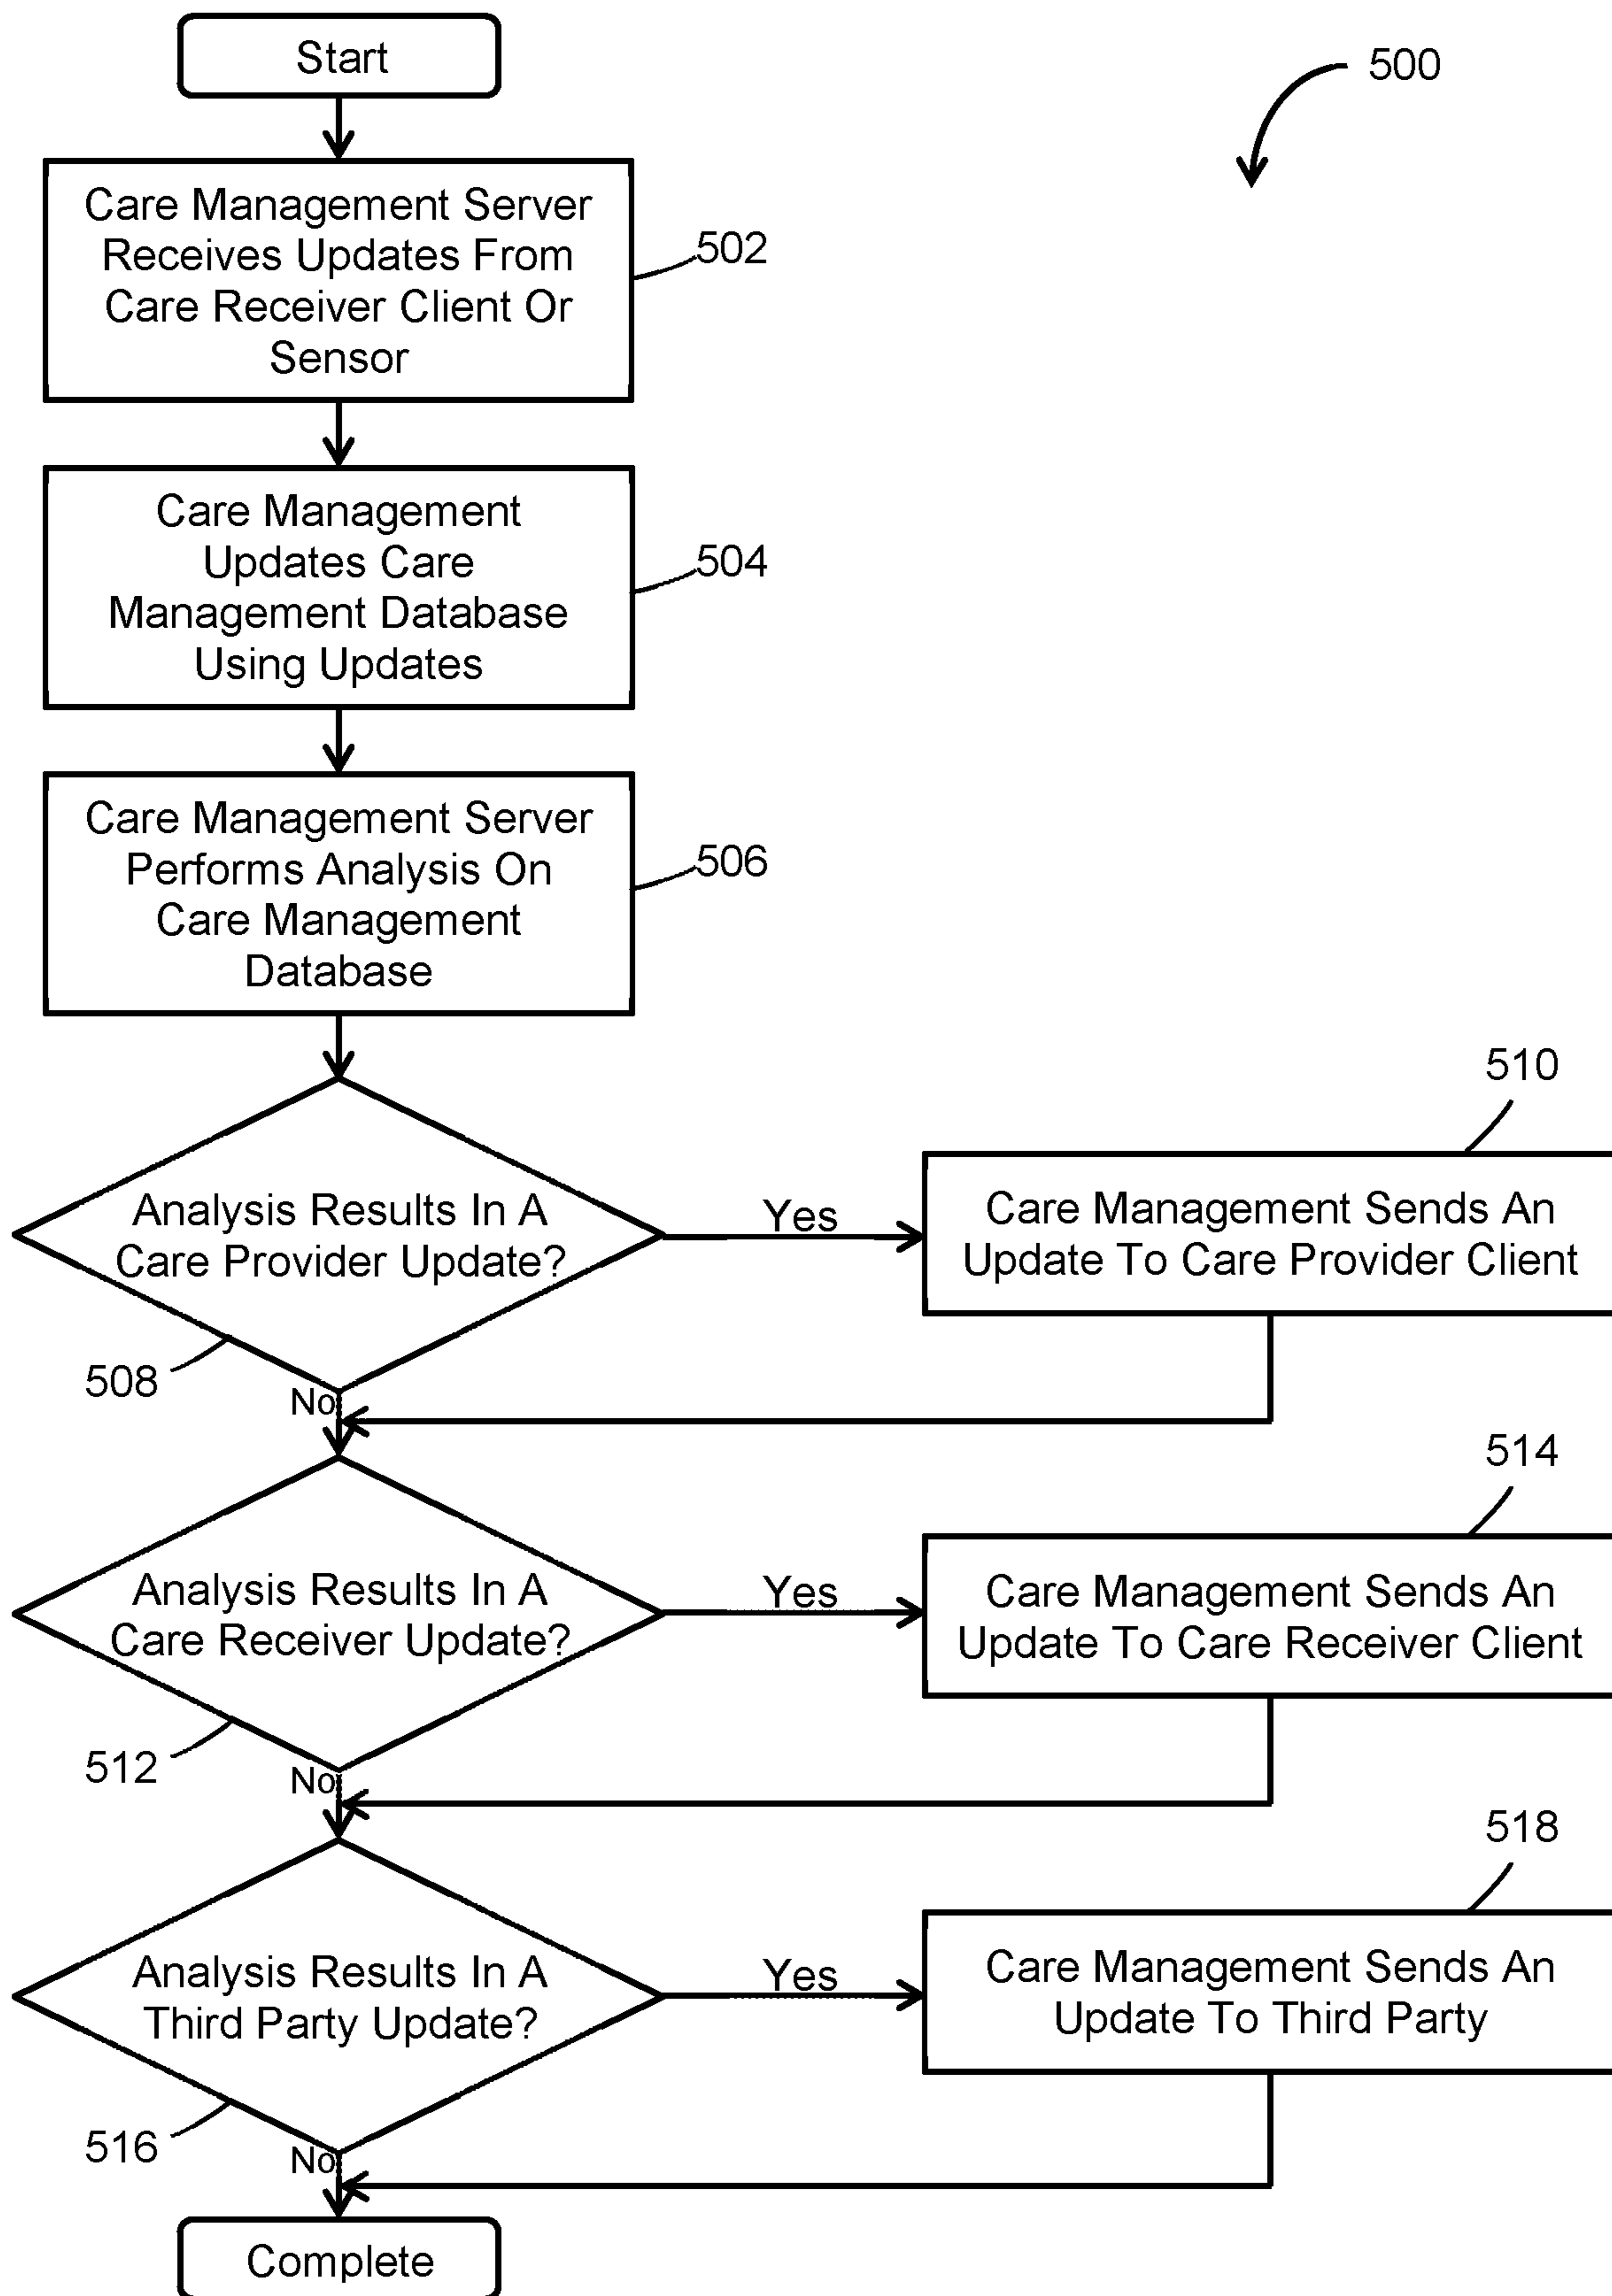 Start
500
Care Management Server
Receives Updates From
Care Receiver Client Or
Sensor
502
Care Management
Updates Care
Management Database
Using Updates
504
Care Management Server
Performs Analysis On
Care Management
Database
506
510
Analysis Results In A
Care Provider Update?
Yes
Care Management Sends An
Update To Care Provider Client
508
No
514
Analysis Results In A
Care Receiver Update?
Yes
Care Management Sends An
Update To Care Receiver Client
512
No
518
Analysis Results In A
Third Party Update?
Yes
Care Management Sends An
Update To Third Party
516
No
Complete